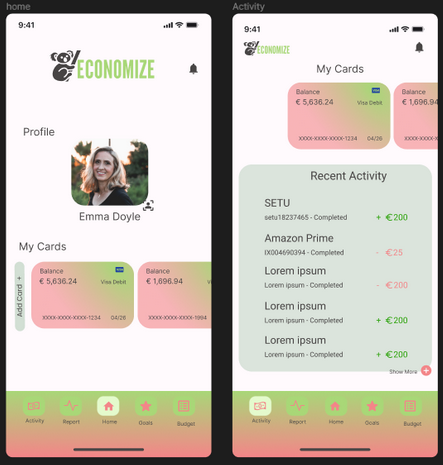 home
9:41
ECONOMIZE
Profile
Emma Doyle
My Cards
Add Card +
Balance
€ 5,636.24
Visa Debit
XXXX-XXXX-XXXX-1234 04/26
Balance
€ 1,696.94
XXXX-XXXX-XXXX-1994
Activity
Report
Home
Goals
Budget
Activity
9:41
ECONOMIZE
My Cards
Balance
€ 5,636.24
Visa Debit
XXXX-XXXX-XXXX-1234 04/26
Balance
€ 1,696.94
XXXX-XXXX
Recent Activity
SETU
setu18237465 - Completed + €200
Amazon Prime
IX004690394 - Completed - €25
Lorem ipsum
Lorem ipsum - Completed - €200
Lorem ipsum
Lorem ipsum - Completed + €200
Lorem ipsum
Lorem ipsum - Completed + €200
Show More +
Activity
Report
Home
Goals
Budget